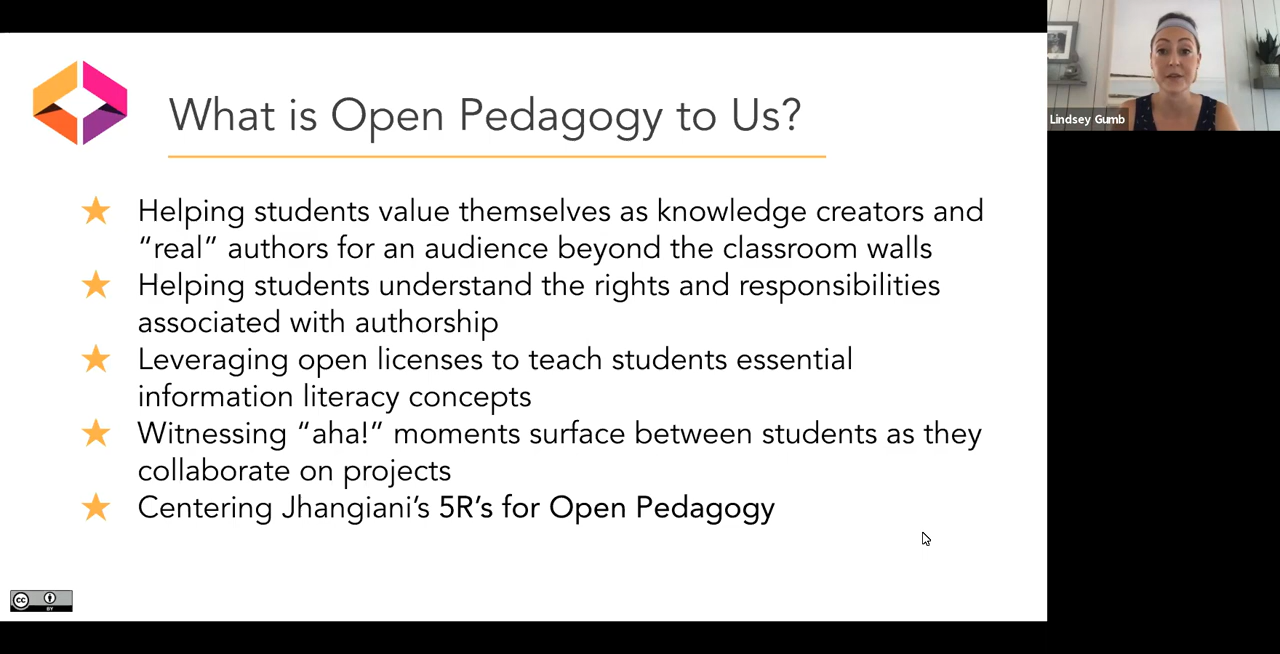 What is Open Pedagogy to Us?
Helping students value themselves as knowledge creators and
“real” authors for an audience beyond the classroom walls
Helping students understand the rights and responsibilities
associated with authorship
Leveraging open licenses to teach students essential
information literacy concepts
Witnessing “aha!” moments surface between students as they
collaborate on projects
Centering Jhangiani’s 5R’s for Open Pedagogy
Lindsey Gumb
cc
BY